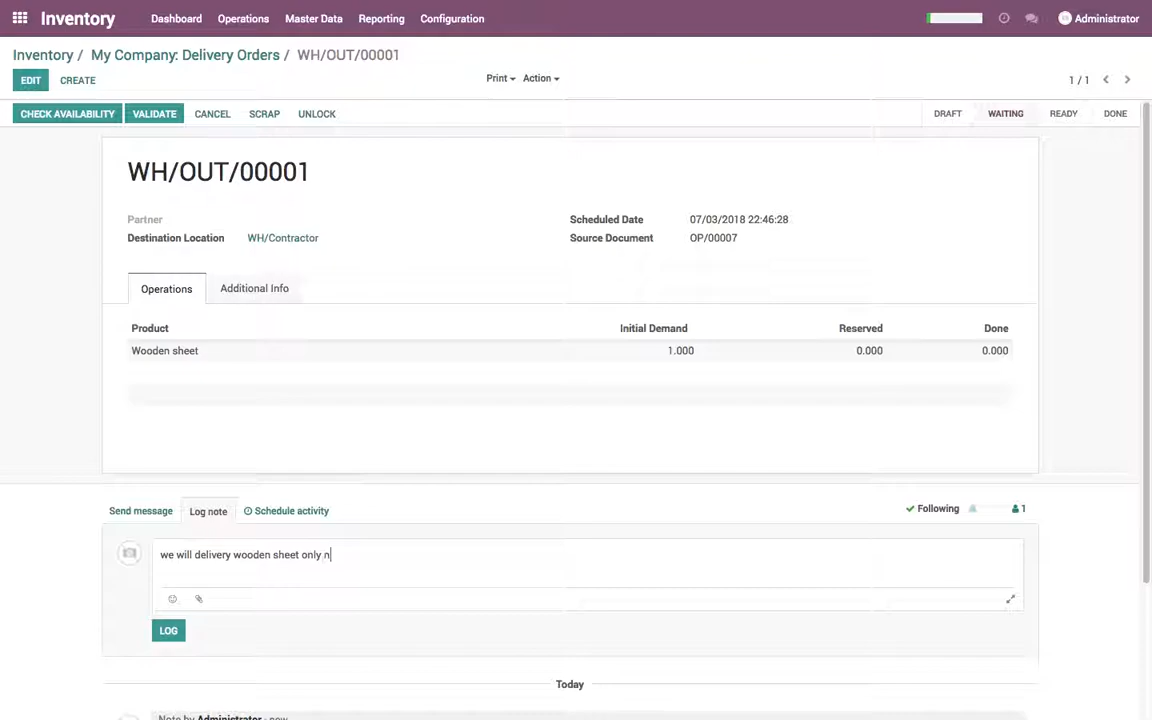 Inventory Dashboard Operations Master Data Reporting Configuration Administrator
Inventory / My Company: Delivery Orders / WH/OUT/00001
EDIT CREATE Print Action 1 / 1
CHECK AVAILABILITY VALIDATE CANCEL SCRAP UNLOCK DRAFT WAITING READY DONE
WH/OUT/00001
Partner Scheduled Date 07/03/2018 22:46:28
Destination Location WH/Contractor Source Document OP/00007
Operations Additional Info
Product Initial Demand Reserved Done
Wooden sheet 1.000 0.000 0.000
Send message Log note Schedule activity Following 1
we will delivery wooden sheet only n
LOG
Today
Note by Administrator - now